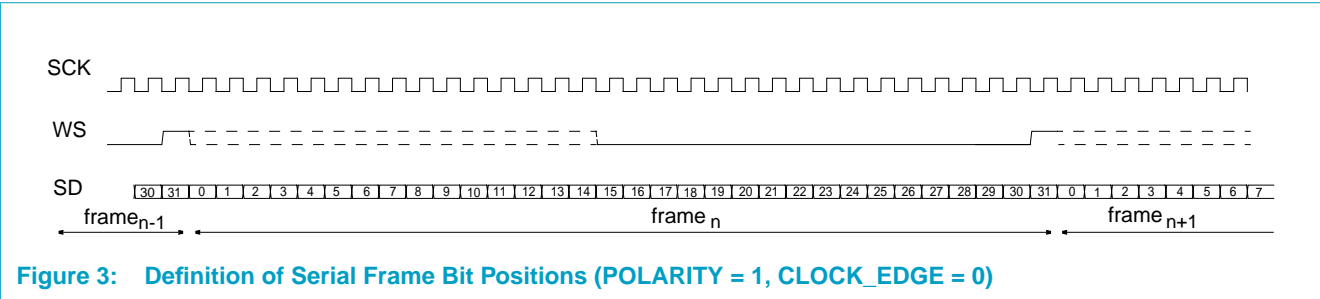 SCK
WS
SD
30 31 0 1 2 3 4 5 6 7 8 9 10 11 12 13 14 15 16 17 18 19 20 21 22 23 24 25 26 27 28 29 30 31 0 1 2 3 4 5 6 7
frame n-1 frame n frame n+1
Figure 3: Definition of Serial Frame Bit Positions (POLARITY = 1, CLOCK_EDGE = 0)